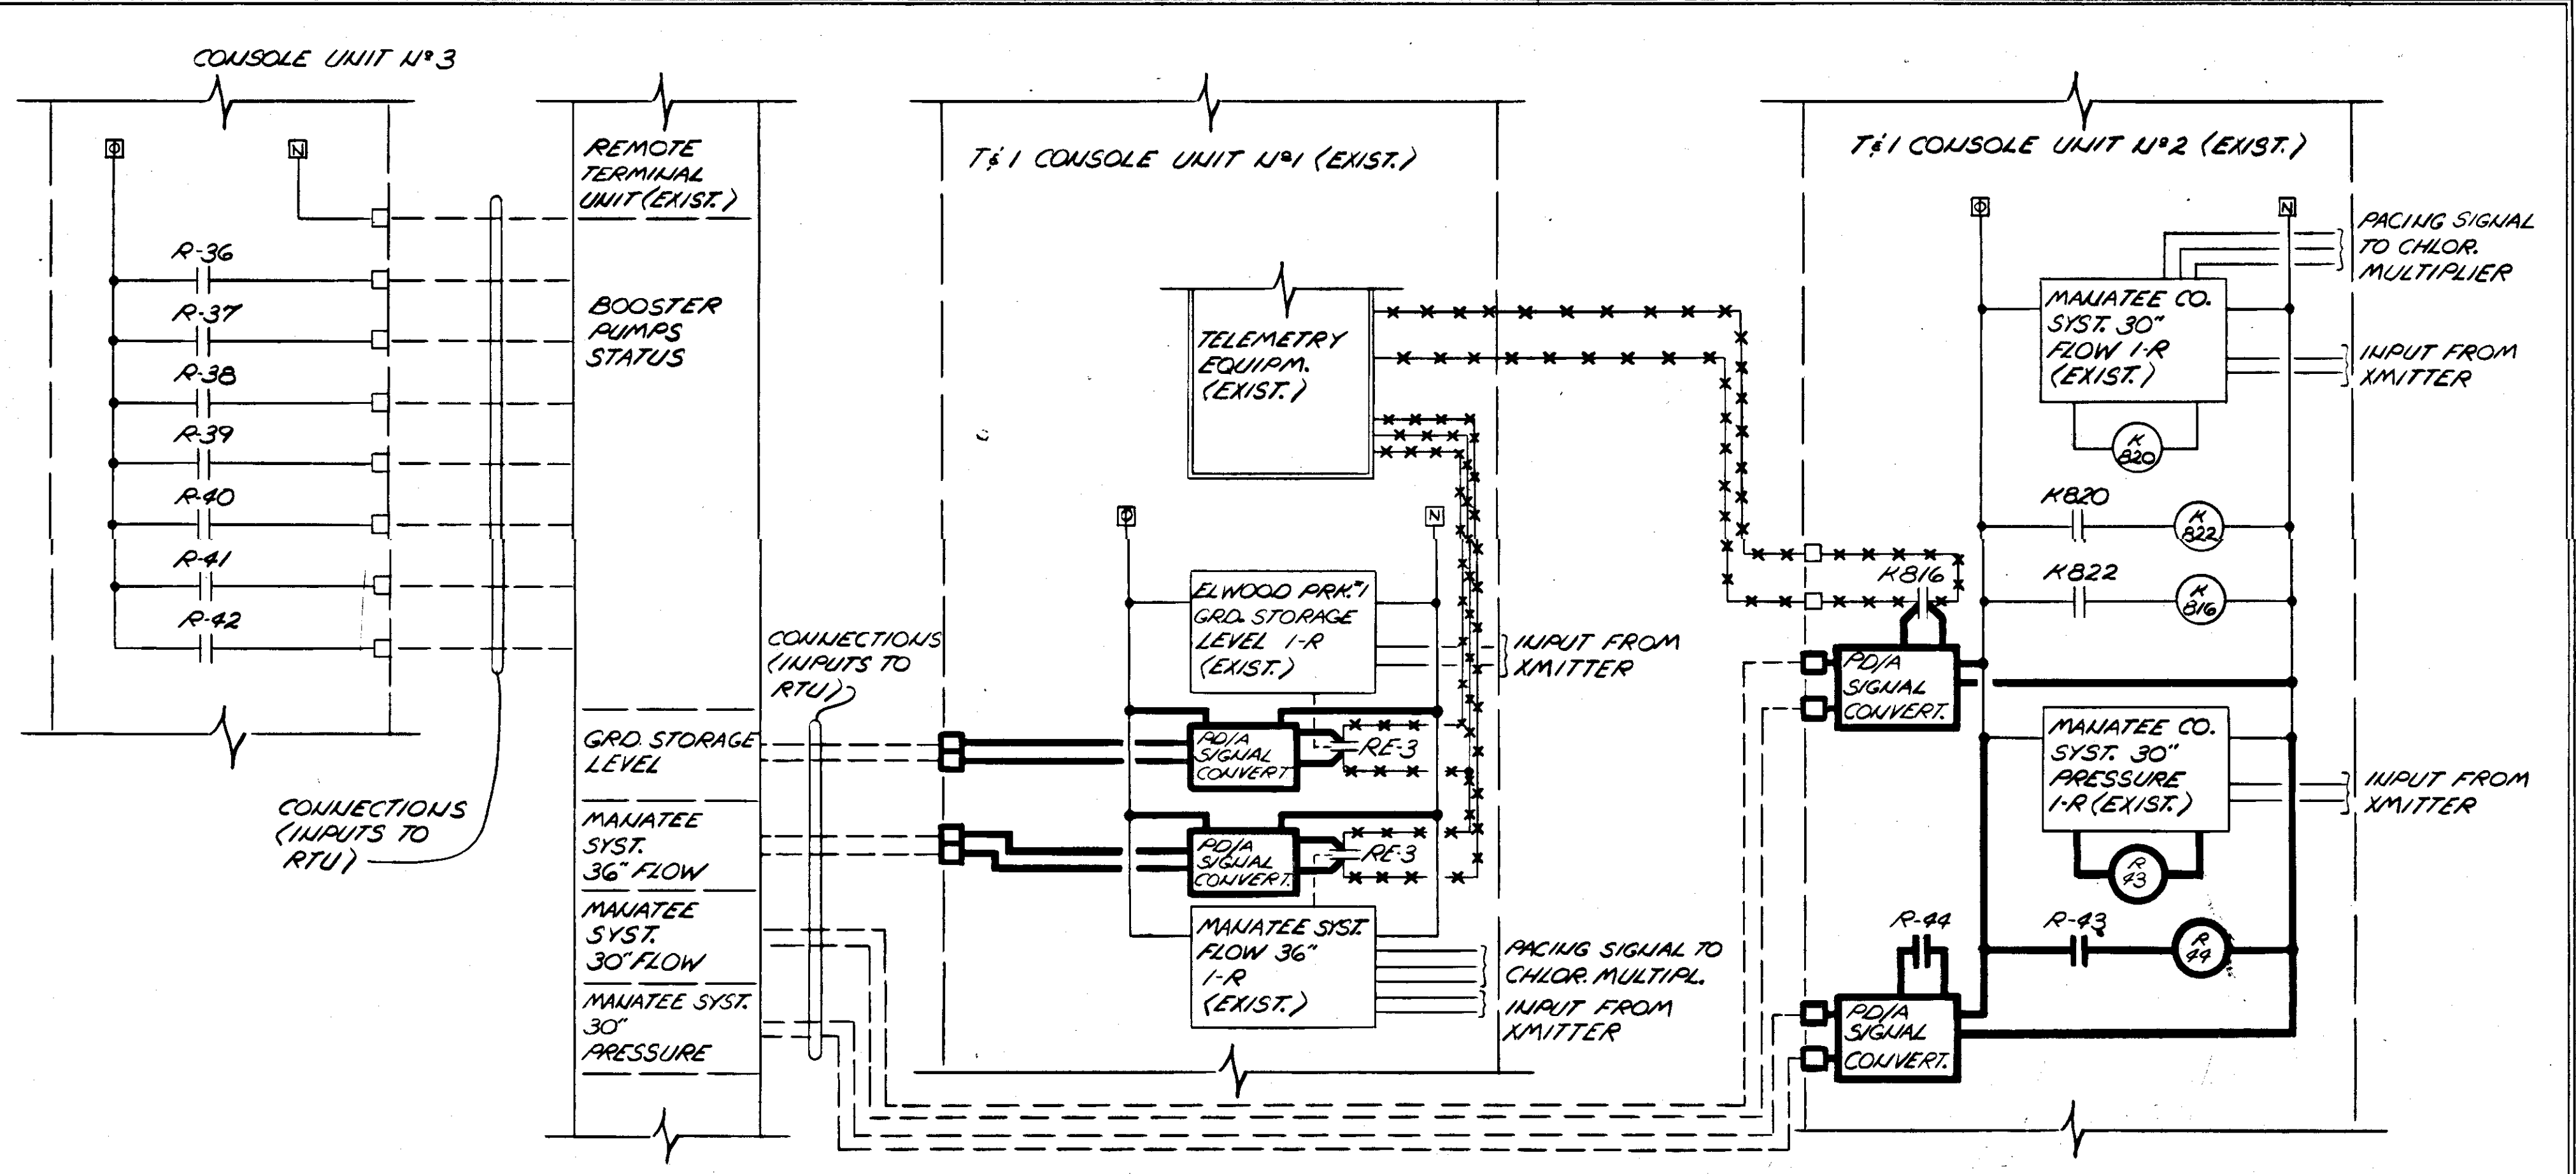 CONSOLE UNIT Nº 3
Φ
N
R-36
R-37
R-38
R-39
R-40
R-41
R-42
CONNECTIONS
(INPUTS TO
RTU)
REMOTE
TERMINAL
UNIT (EXIST.)
BOOSTER
PUMPS
STATUS
GRD. STORAGE
LEVEL
MANATEE
SYST.
36" FLOW
MANATEE
SYST.
30" FLOW
MANATEE SYST.
30"
PRESSURE
CONNECTIONS
(INPUTS TO
RTU)
T&I CONSOLE UNIT Nº1 (EXIST.)
TELEMETRY
EQUIPM.
(EXIST.)
Φ
N
ELWOOD PRK.#1
GRD. STORAGE
LEVEL I-R
(EXIST.)
INPUT FROM
XMITTER
PD/A
SIGNAL
CONVERT.
RE-3
PD/A
SIGNAL
CONVERT.
RE-3
MANATEE SYST.
FLOW 36"
I-R
(EXIST.)
PACING SIGNAL TO
CHLOR. MULTIPL.
INPUT FROM
XMITTER
T&I CONSOLE UNIT Nº2 (EXIST.)
Φ
N
PACING SIGNAL
TO CHLOR.
MULTIPLIER
MANATEE CO.
SYST. 30"
FLOW I-R
(EXIST.)
INPUT FROM
XMITTER
K
820
K820
K
822
K816
K822
K
816
PD/A
SIGNAL
CONVERT.
MANATEE CO.
SYST. 30"
PRESSURE
I-R (EXIST.)
INPUT FROM
XMITTER
R
43
R-44
R-43
R
44
PD/A
SIGNAL
CONVERT.